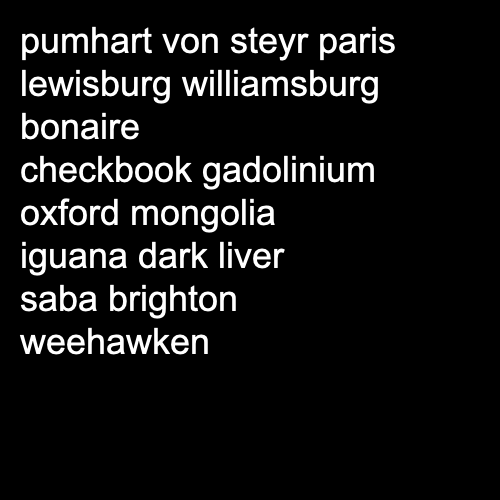 pumhart von steyr paris
lewisburg williamsburg
bonaire
checkbook gadolinium
oxford mongolia
iguana dark liver
saba brighton
weehawken